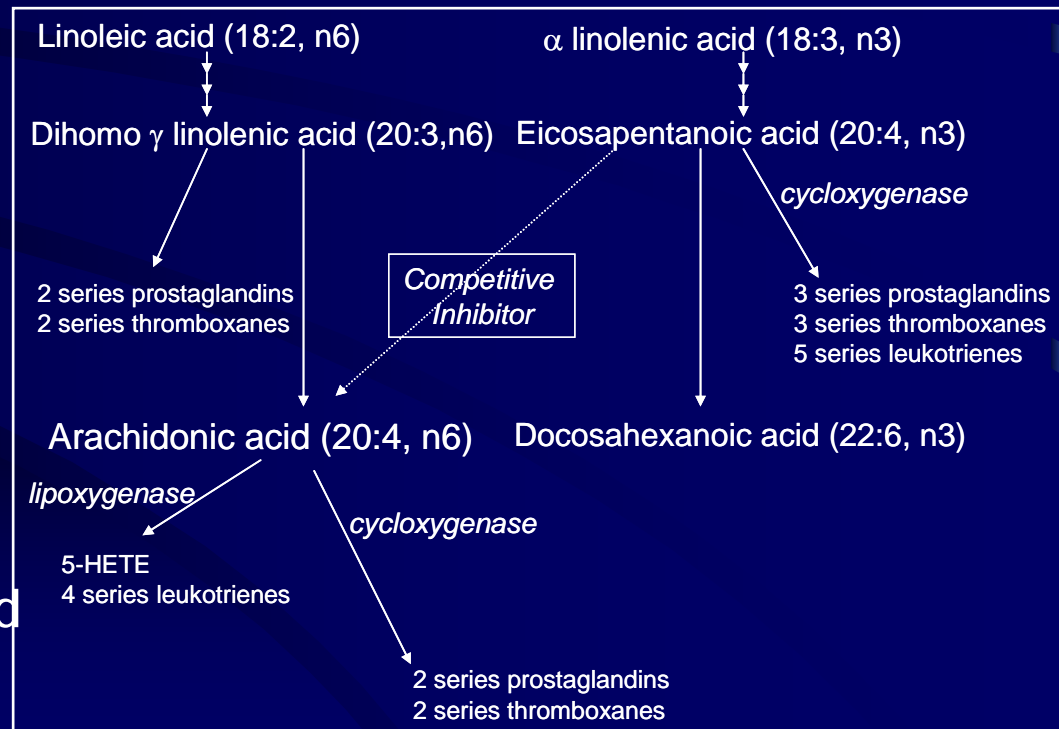 Linoleic acid (18:2, n6)
α linolenic acid (18:3, n3)
Dihomo γ linolenic acid (20:3,n6)
Eicosapentanoic acid (20:4, n3)
cycloxygenase
2 series prostaglandins
2 series thromboxanes
Competitive
Inhibitor
3 series prostaglandins
3 series thromboxanes
5 series leukotrienes
Arachidonic acid (20:4, n6)
Docosahexanoic acid (22:6, n3)
lipoxygenase
cycloxygenase
5-HETE
4 series leukotrienes
d
2 series prostaglandins
2 series thromboxanes